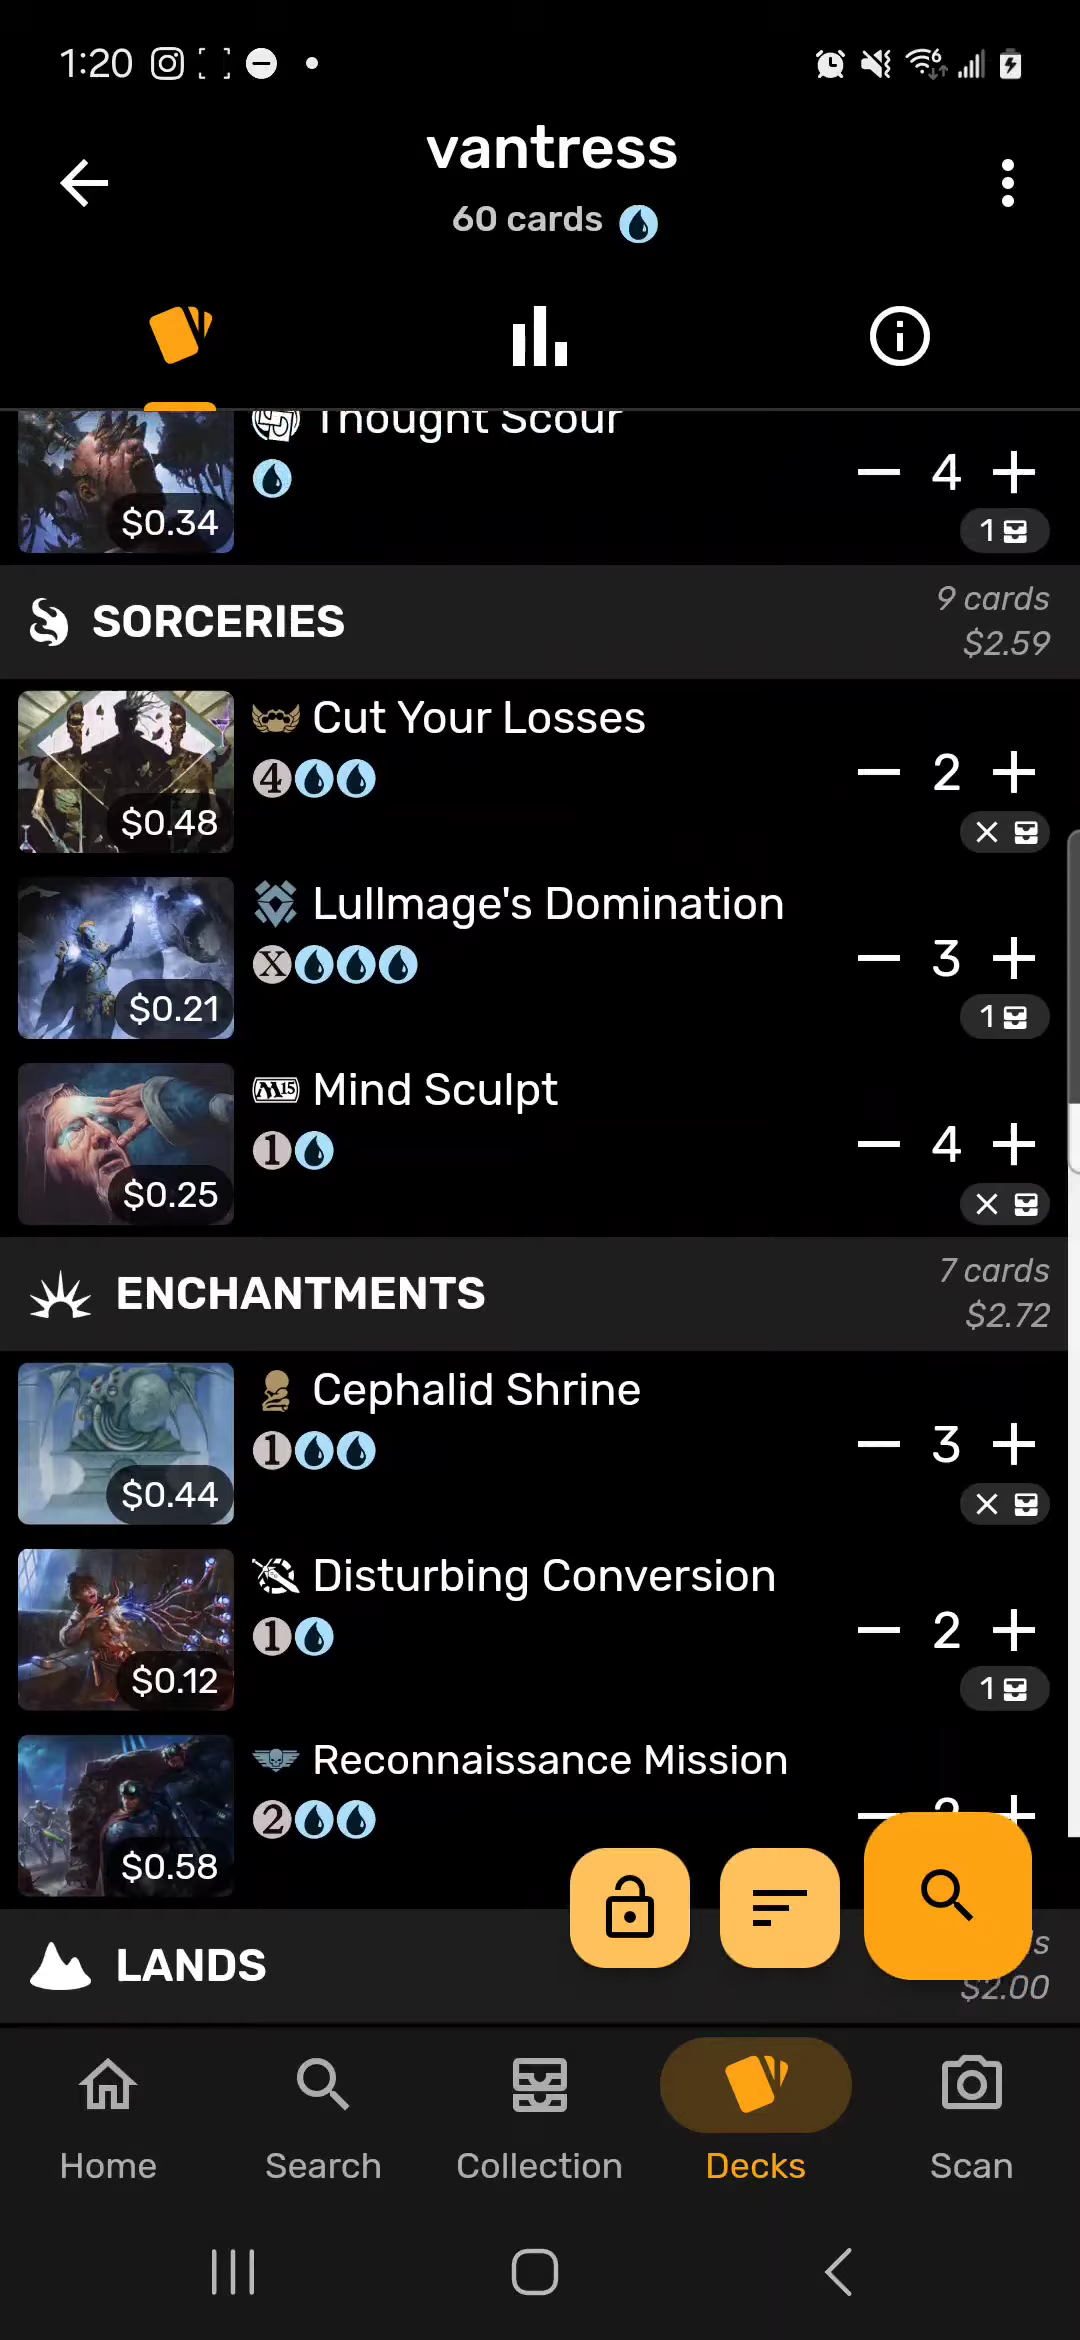 1:20
vantress
60 cards
Thought Scour
4
$0.34
1
SORCERIES
9 cards
$2.59
Cut Your Losses
4
2
$0.48
Lullmage's Domination
X
3
$0.21
1
M15 Mind Sculpt
1
4
$0.25
ENCHANTMENTS
7 cards
$2.72
Cephalid Shrine
1
3
$0.44
Disturbing Conversion
1
2
$0.12
1
Reconnaissance Mission
2
$0.58
LANDS
$2.00
Home
Search
Collection
Decks
Scan